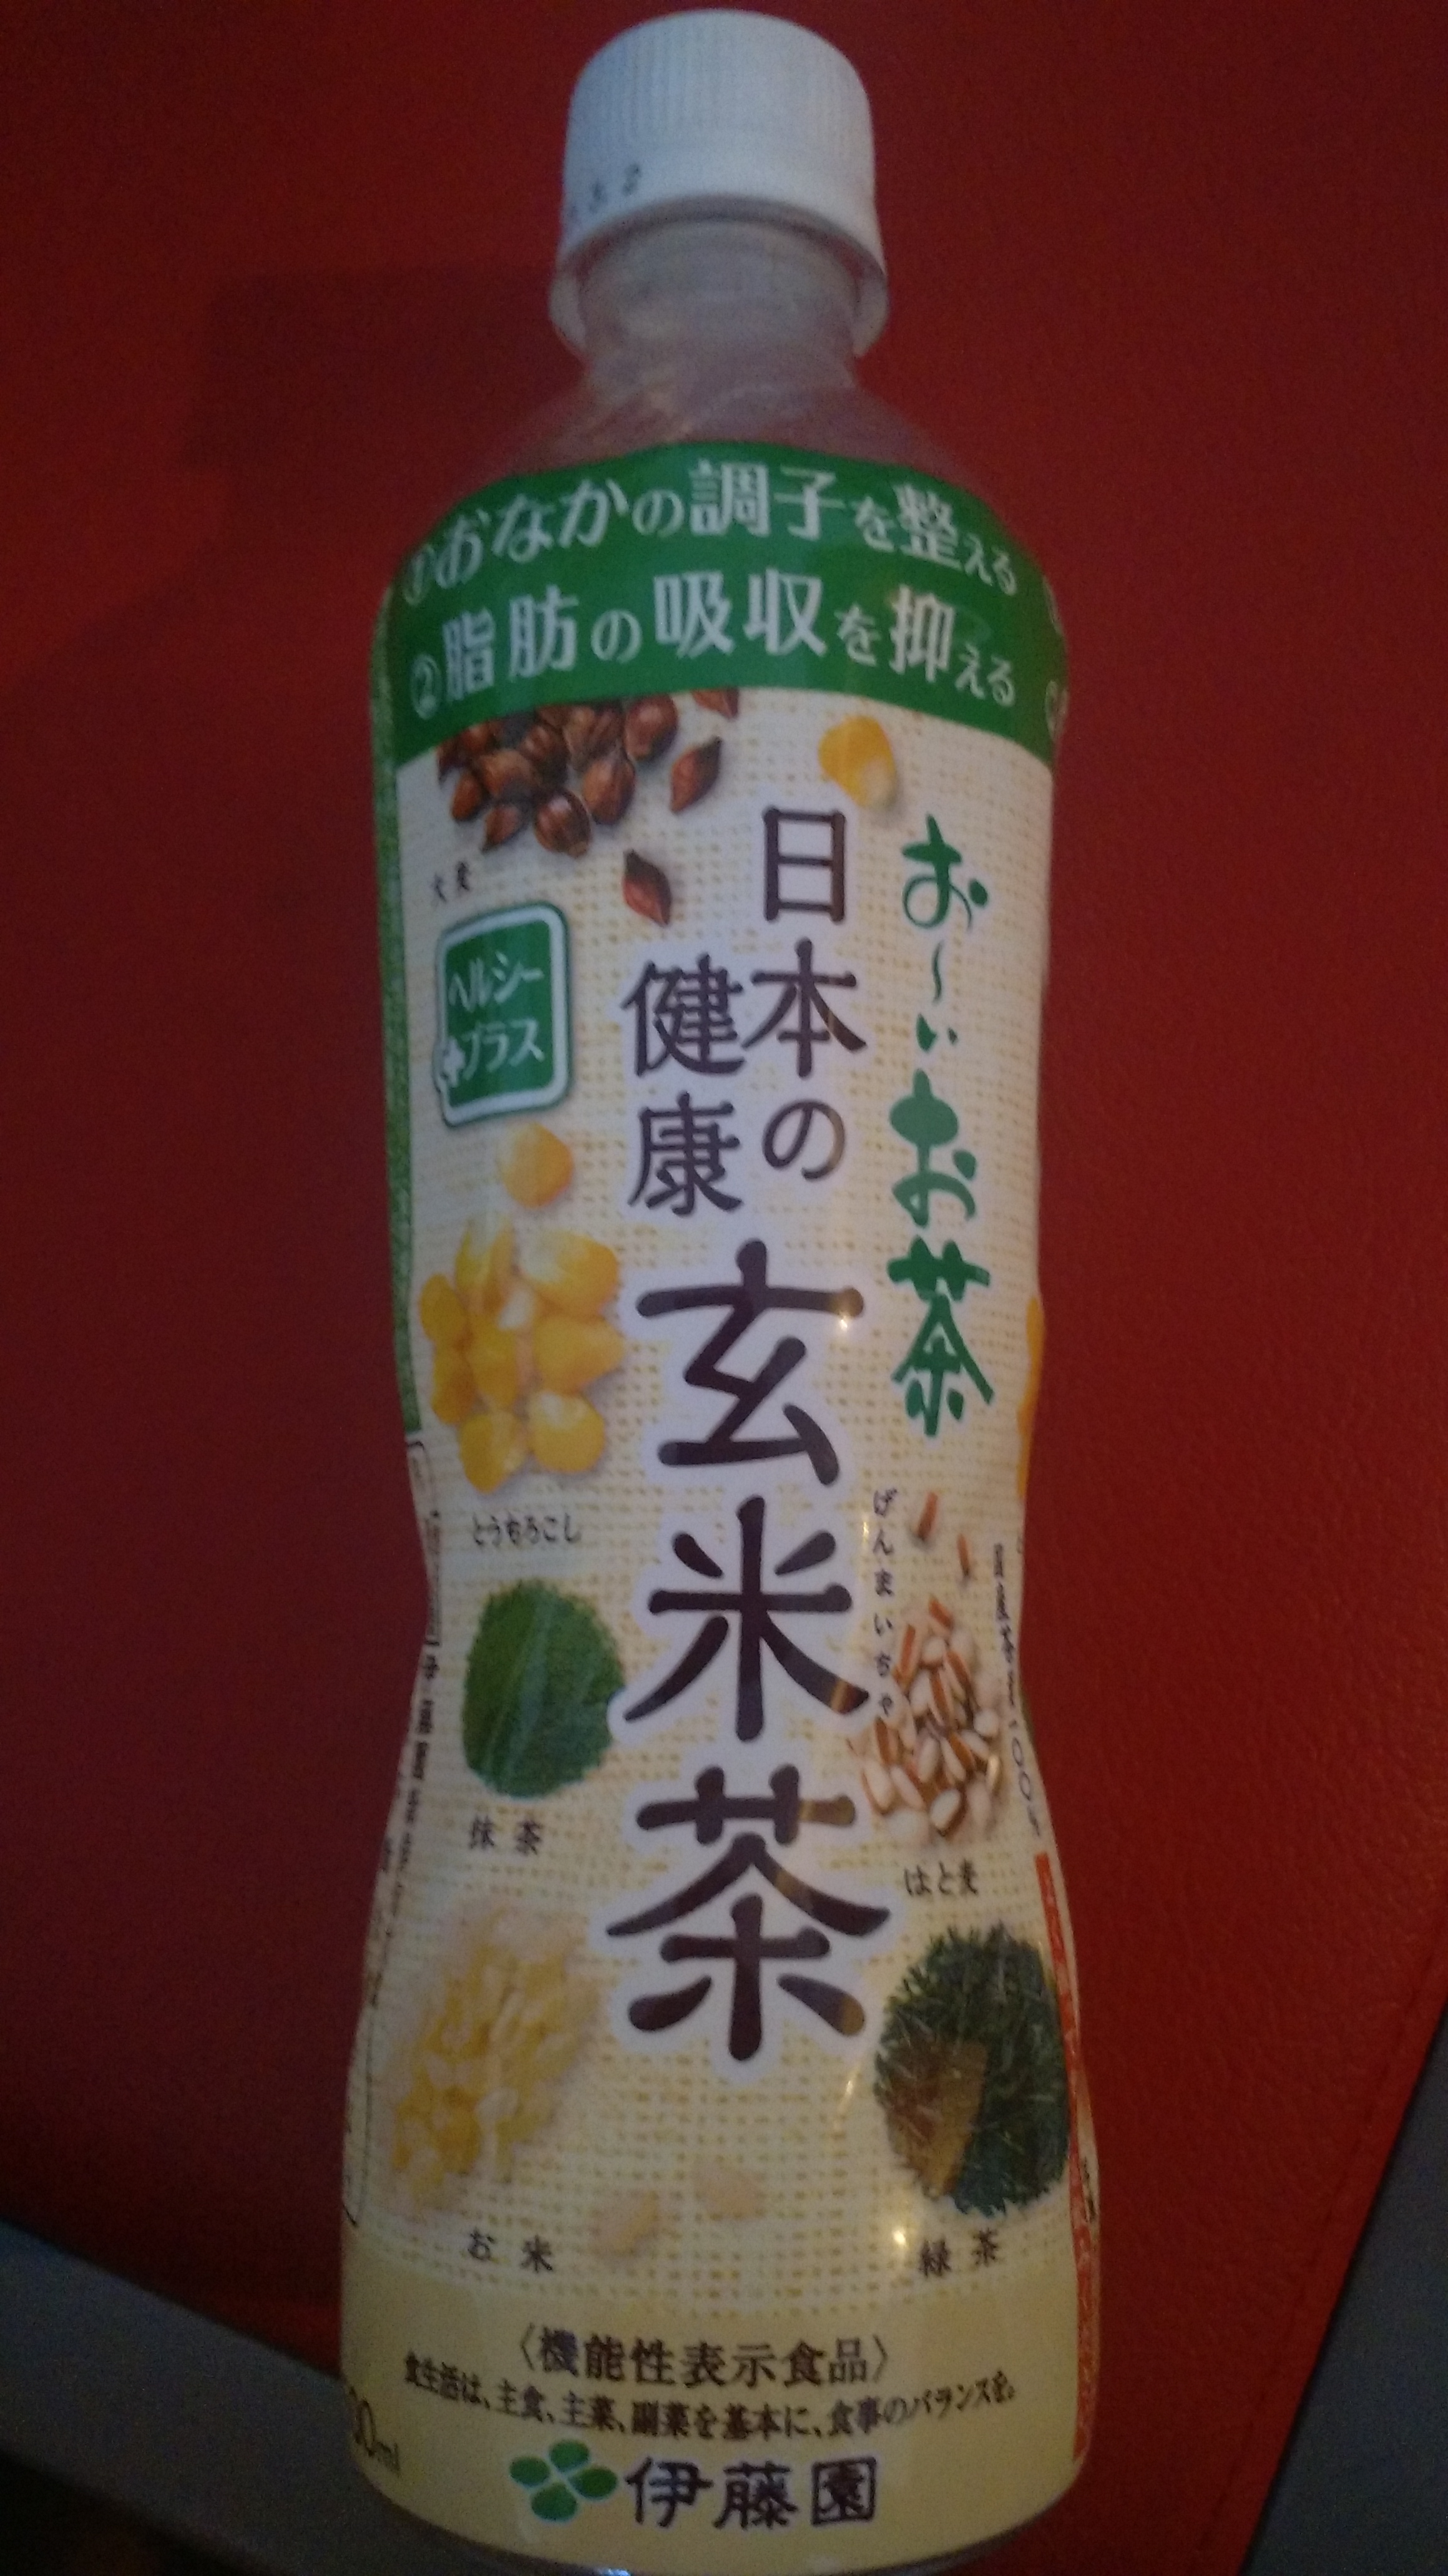 ①おなかの調子を整える
②脂肪の吸収を抑える
お〜いお茶
日本の
健康
玄米茶
げんまいちゃ
大麦
ヘルシー
プラス
とうもろこし
抹茶
はと麦
お米
緑茶
〈機能性表示食品〉
食生活は、主食、主菜、副菜を基本に、食事のバランスを。
伊藤園